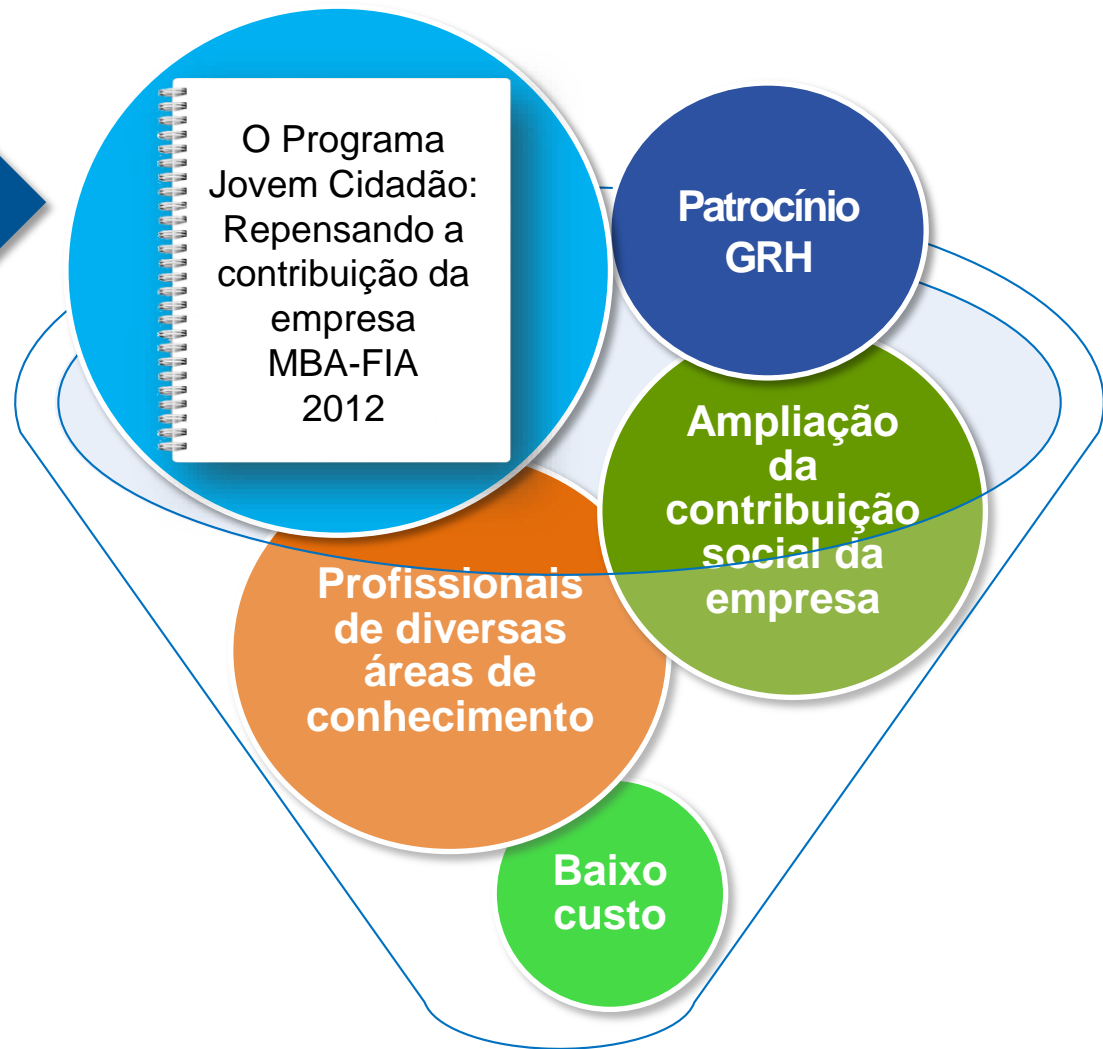 O Programa
Jovem Cidadão:
Repensando a
contribuição da
empresa
MBA-FIA
2012
Patrocínio
GRH
Ampliação
da
contribuição
social da
empresa
Profissionais
de diversas
áreas de
conhecimento
Baixo
custo